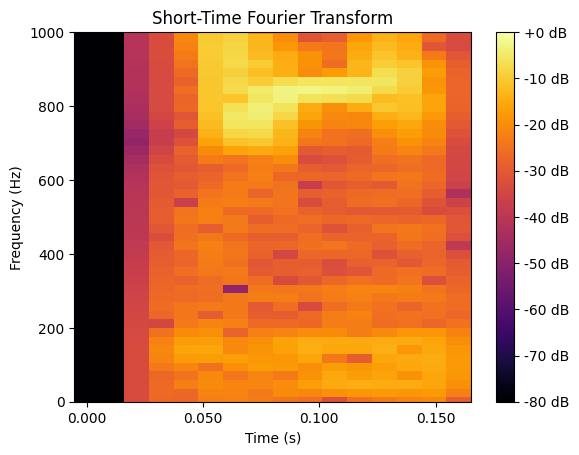 Short-Time Fourier Transform
1000
800
600
400
200
0
Frequency (Hz)
0.000
0.050
0.100
0.150
Time (s)
+0 dB
-10 dB
-20 dB
-30 dB
-40 dB
-50 dB
-60 dB
-70 dB
-80 dB